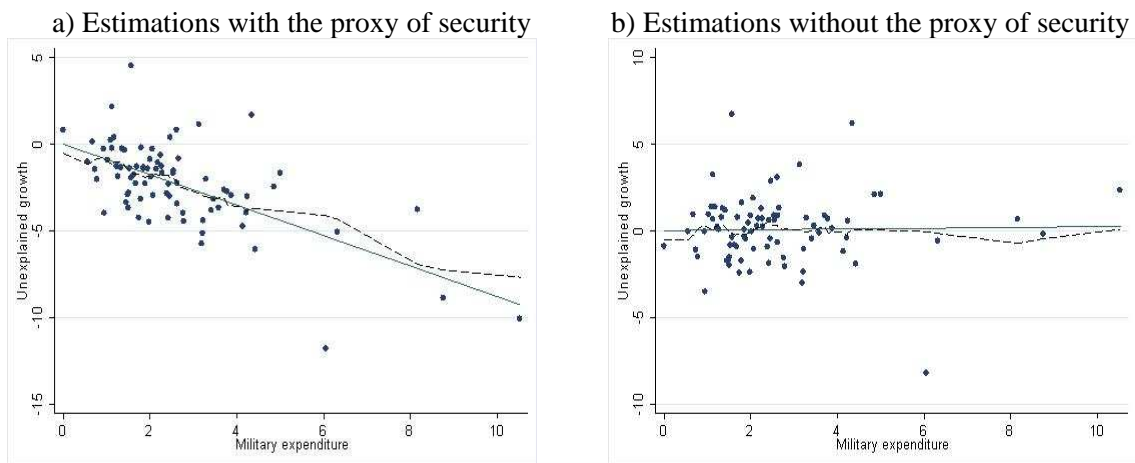 a) Estimations with the proxy of security
b) Estimations without the proxy of security
Unexplained growth
5
0
-5
-10
-15
0 2 4 6 8 10
Military expenditure
Unexplained growth
10
5
0
-5
-10
0 2 4 6 8 10
Military expenditure